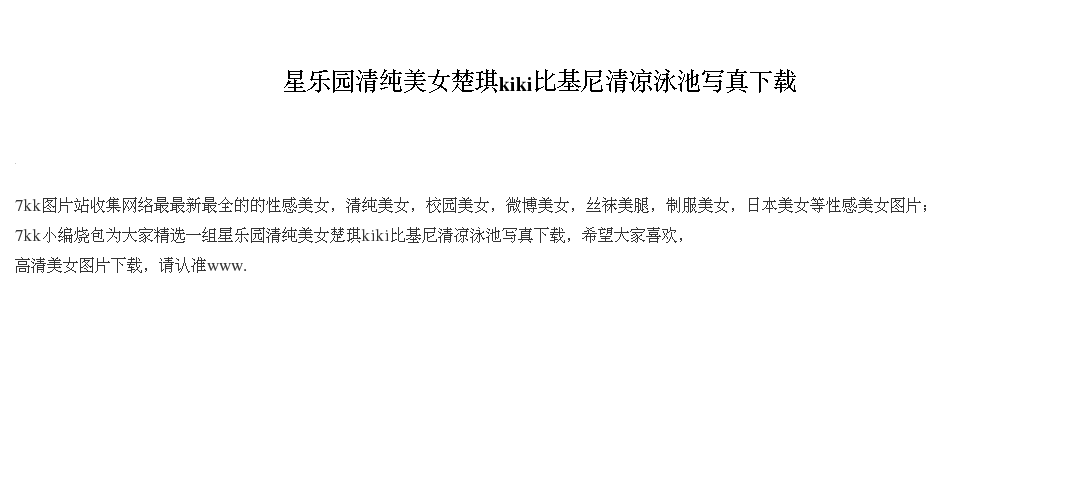 星乐园清纯美女楚琪kiki比基尼清凉泳池写真下载
7kk图片站收集网络最最新最全的的性感美女，清纯美女，校园美女，微博美女，丝袜美腿，制服美女，日本美女等性感美女图片；
7kk小编烧包为大家精选一组星乐园清纯美女楚琪kiki比基尼清凉泳池写真下载，希望大家喜欢，
高清美女图片下载，请认准www.